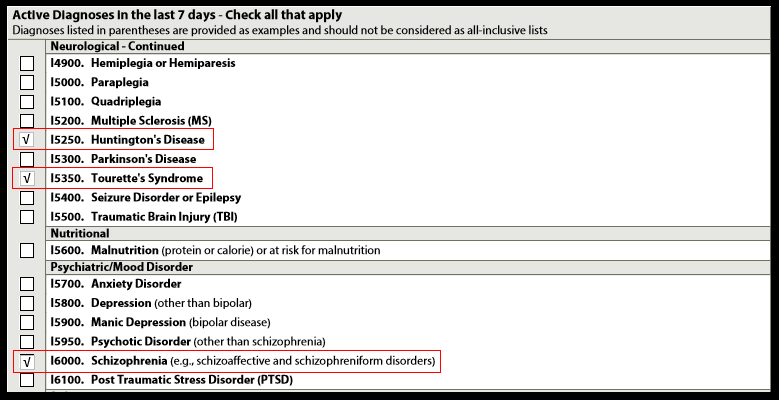 Active Diagnoses in the last 7 days - Check all that apply
Diagnoses listed in parentheses are provided as examples and should not be considered as all-inclusive lists
Neurological - Continued
I4900. Hemiplegia or Hemiparesis
I5000. Paraplegia
I5100. Quadriplegia
I5200. Multiple Sclerosis (MS)
√ I5250. Huntington's Disease
I5300. Parkinson's Disease
√ I5350. Tourette's Syndrome
I5400. Seizure Disorder or Epilepsy
I5500. Traumatic Brain Injury (TBI)
Nutritional
I5600. Malnutrition (protein or calorie) or at risk for malnutrition
Psychiatric/Mood Disorder
I5700. Anxiety Disorder
I5800. Depression (other than bipolar)
I5900. Manic Depression (bipolar disease)
I5950. Psychotic Disorder (other than schizophrenia)
√ I6000. Schizophrenia (e.g., schizoaffective and schizophreniform disorders)
I6100. Post Traumatic Stress Disorder (PTSD)